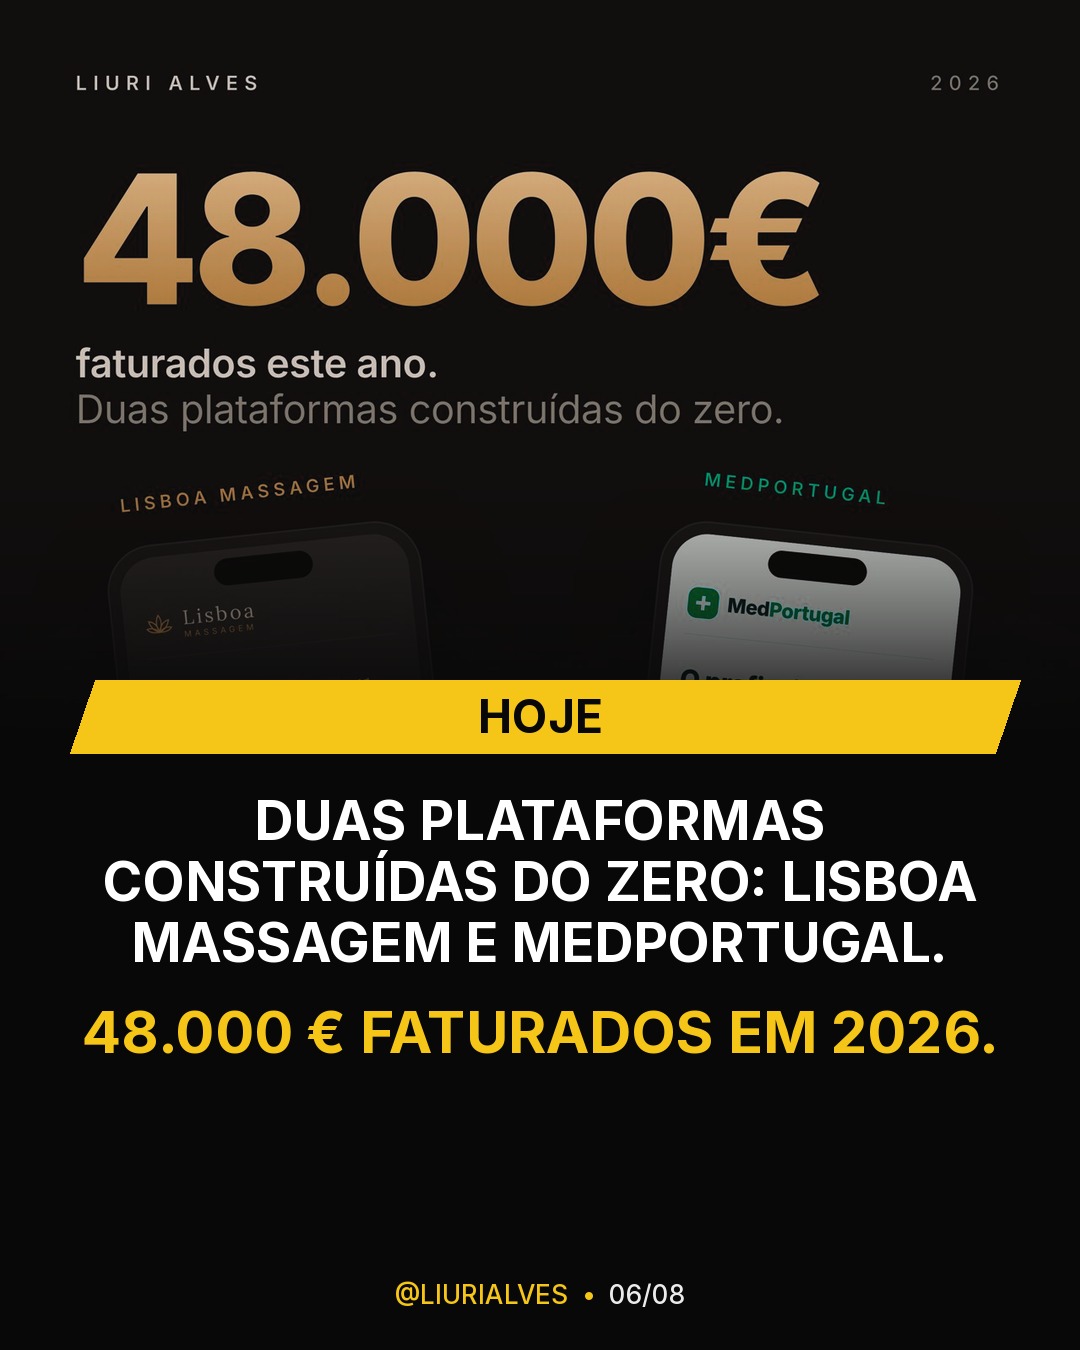 LIURI ALVES
2026
48.000€
faturados este ano.
Duas plataformas construídas do zero.
LISBOA MASSAGEM
MEDPORTUGAL
Lisboa
MASSAGEM
MedPortugal
HOJE
DUAS PLATAFORMAS
CONSTRUÍDAS DO ZERO: LISBOA
MASSAGEM E MEDPORTUGAL.
48.000 € FATURADOS EM 2026.
@LIURIALVES • 06/08